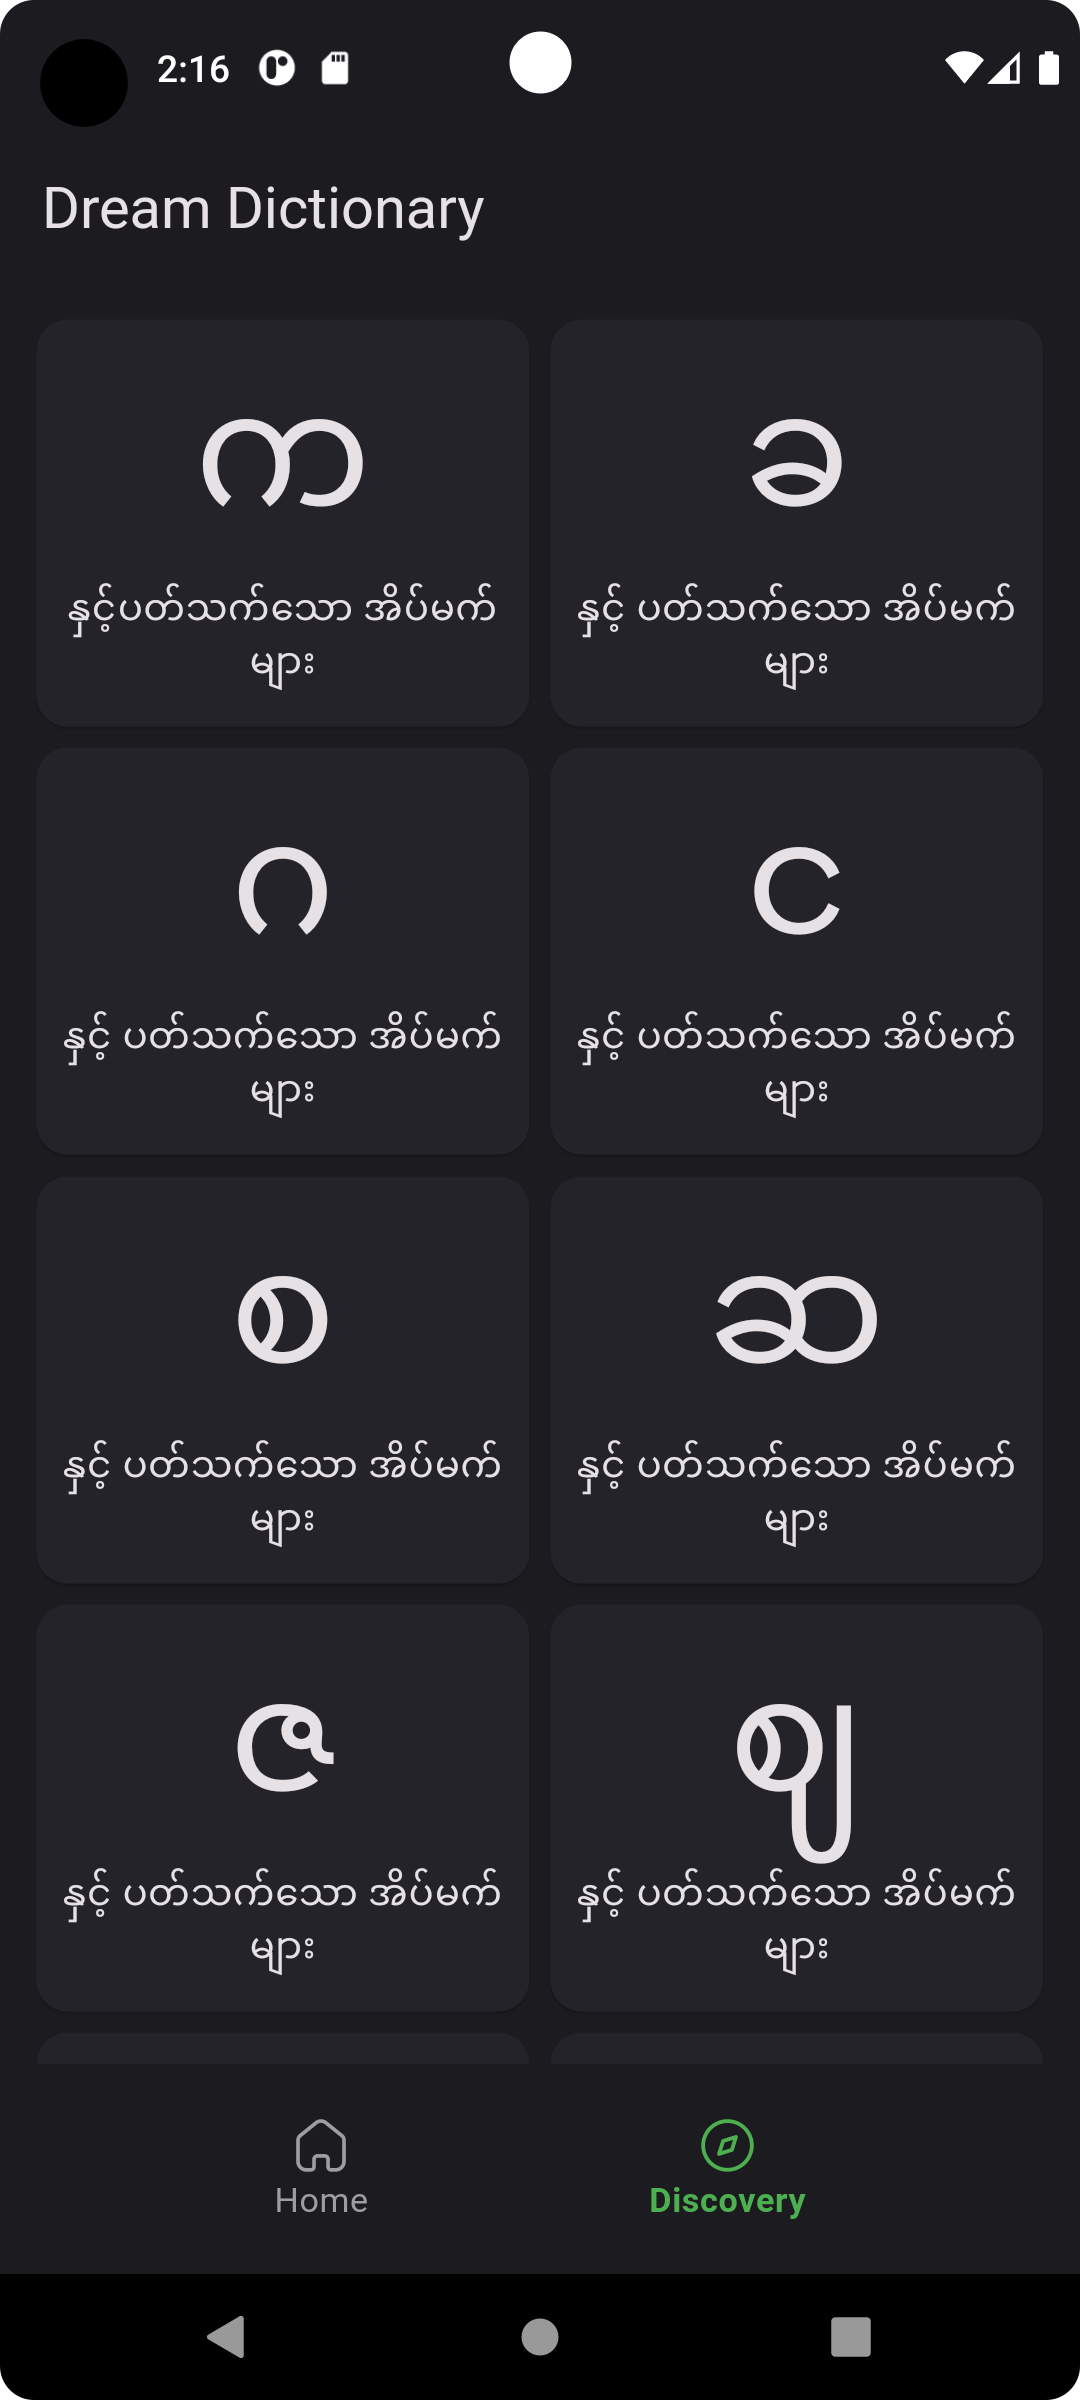 2:16
Dream Dictionary
က
ခ
နှင့်ပတ်သက်သော အိပ်မက်
များ
နှင့် ပတ်သက်သော အိပ်မက်
များ
ဂ
င
နှင့် ပတ်သက်သော အိပ်မက်
များ
နှင့် ပတ်သက်သော အိပ်မက်
များ
စ
ဆ
နှင့် ပတ်သက်သော အိပ်မက်
များ
နှင့် ပတ်သက်သော အိပ်မက်
များ
ဇ
ဈ
နှင့် ပတ်သက်သော အိပ်မက်
များ
နှင့် ပတ်သက်သော အိပ်မက်
များ
Home
Discovery